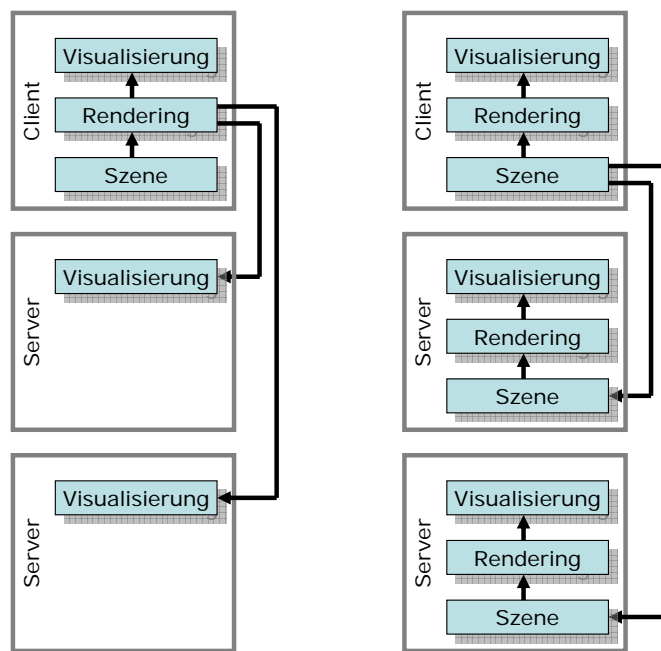 Client
Visualisierung
Rendering
Szene
Server
Visualisierung
Server
Visualisierung
Client
Visualisierung
Rendering
Szene
Server
Visualisierung
Rendering
Szene
Server
Visualisierung
Rendering
Szene